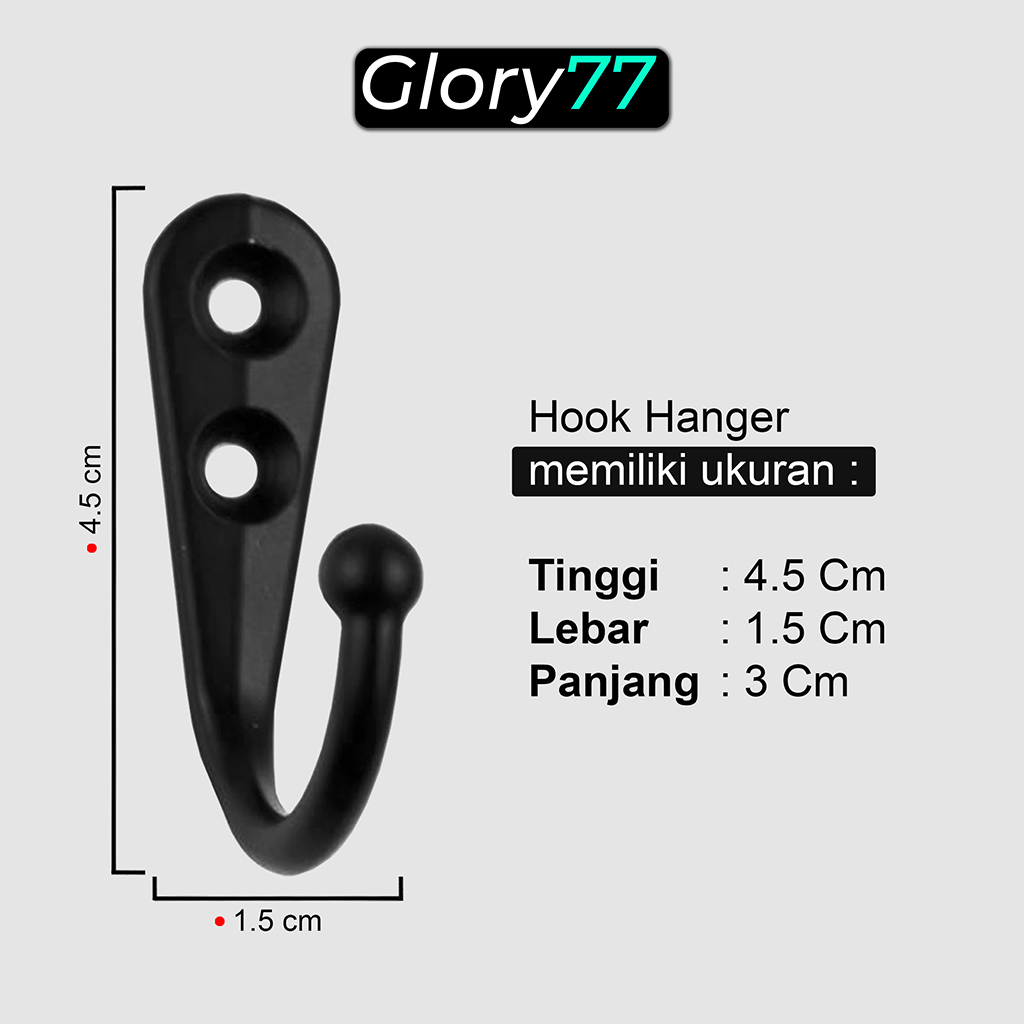 Glory77
Hook Hanger
memiliki ukuran :
Tinggi : 4.5 Cm
Lebar : 1.5 Cm
Panjang : 3 Cm
• 4.5 cm
• 1.5 cm